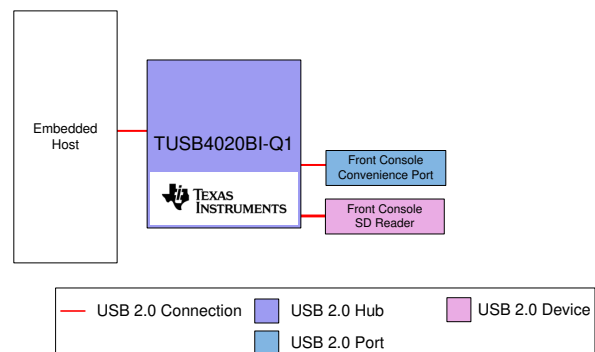 Embedded
Host
TUSB4020BI-Q1
TEXAS
INSTRUMENTS
Front Console
Convenience Port
Front Console
SD Reader
USB 2.0 Connection
USB 2.0 Hub
USB 2.0 Device
USB 2.0 Port